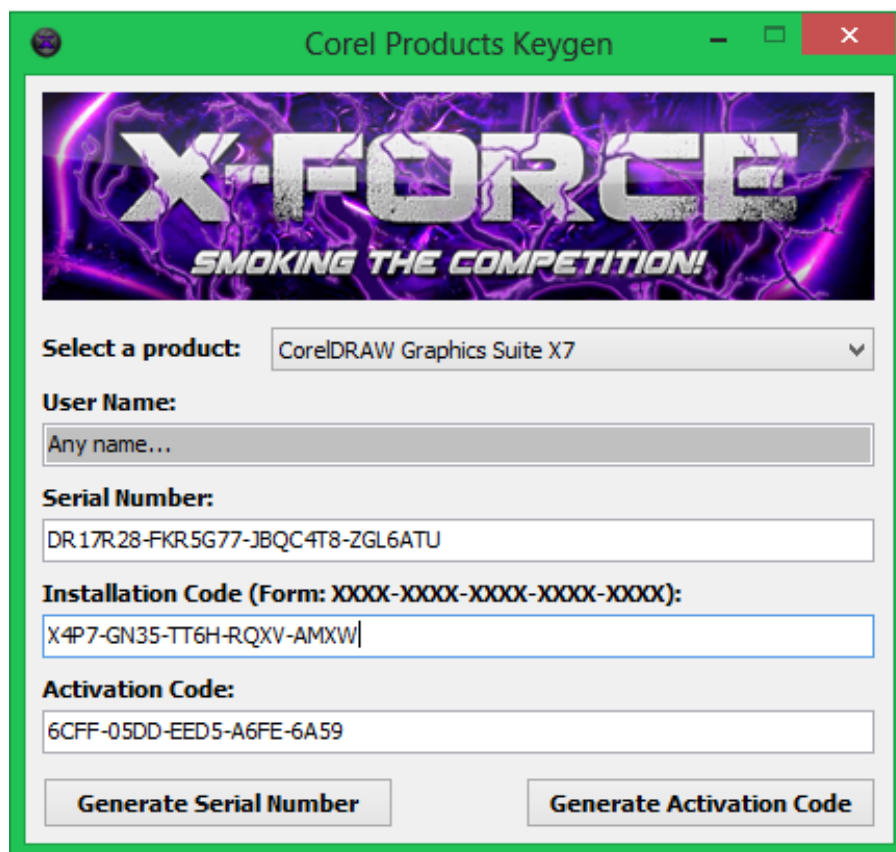 Corel Products Keygen
X-FORCE
SMOKING THE COMPETITION!
Select a product: CorelDRAW Graphics Suite X7
User Name:
Any name...
Serial Number:
DR17R28-FKR5G77-JBQC4T8-ZGL6ATU
Installation Code (Form: XXXX-XXXX-XXXX-XXXX-XXXX):
X4P7-GN35-TT6H-RQXV-AMXW
Activation Code:
6CFF-05DD-EED5-A6FE-6A59
Generate Serial Number Generate Activation Code